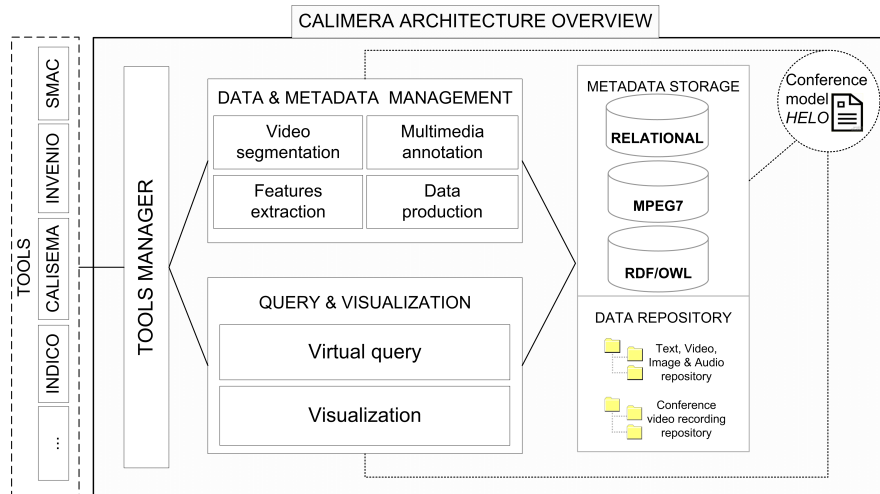 CALIMERA ARCHITECTURE OVERVIEW
TOOLS
SMAC
INVENIO
CALISEMA
INDICO
...
TOOLS MANAGER
DATA & METADATA MANAGEMENT
Video
segmentation
Multimedia
annotation
Features
extraction
Data
production
QUERY & VISUALIZATION
Virtual query
Visualization
METADATA STORAGE
RELATIONAL
MPEG7
RDF/OWL
DATA REPOSITORY
Text, Video,
Image & Audio
repository
Conference
video recording
repository
Conference
model
HELO